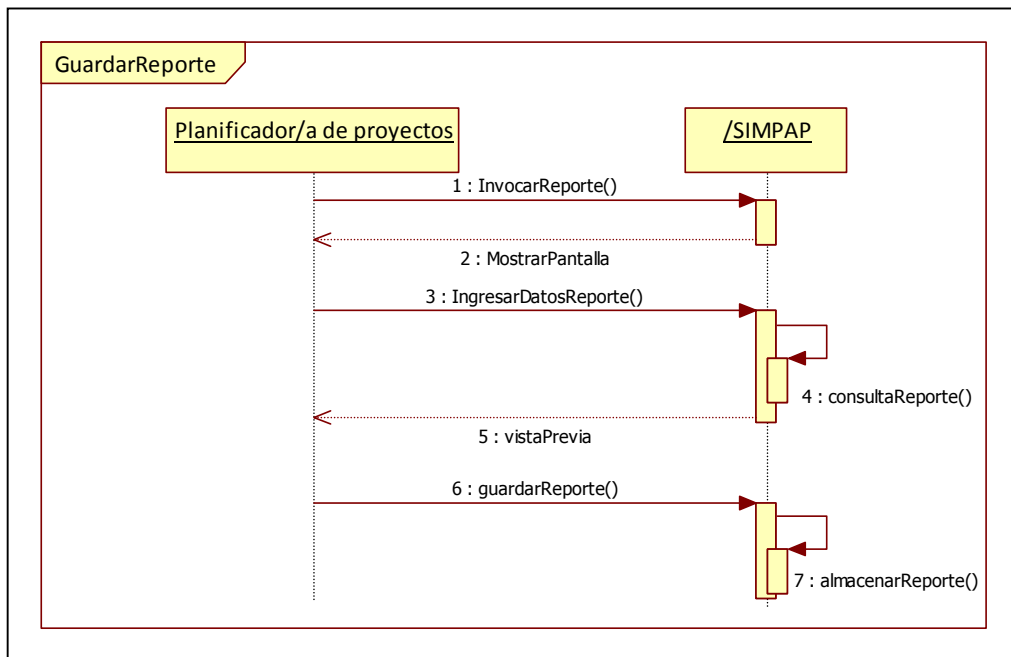 GuardarReporte
Planificador/a de proyectos
/SIMPAP
1 : InvocarReporte()
2 : MostrarPantalla
3 : IngresarDatosReporte()
4 : consultaReporte()
5 : vistaPrevia
6 : guardarReporte()
7 : almacenarReporte()